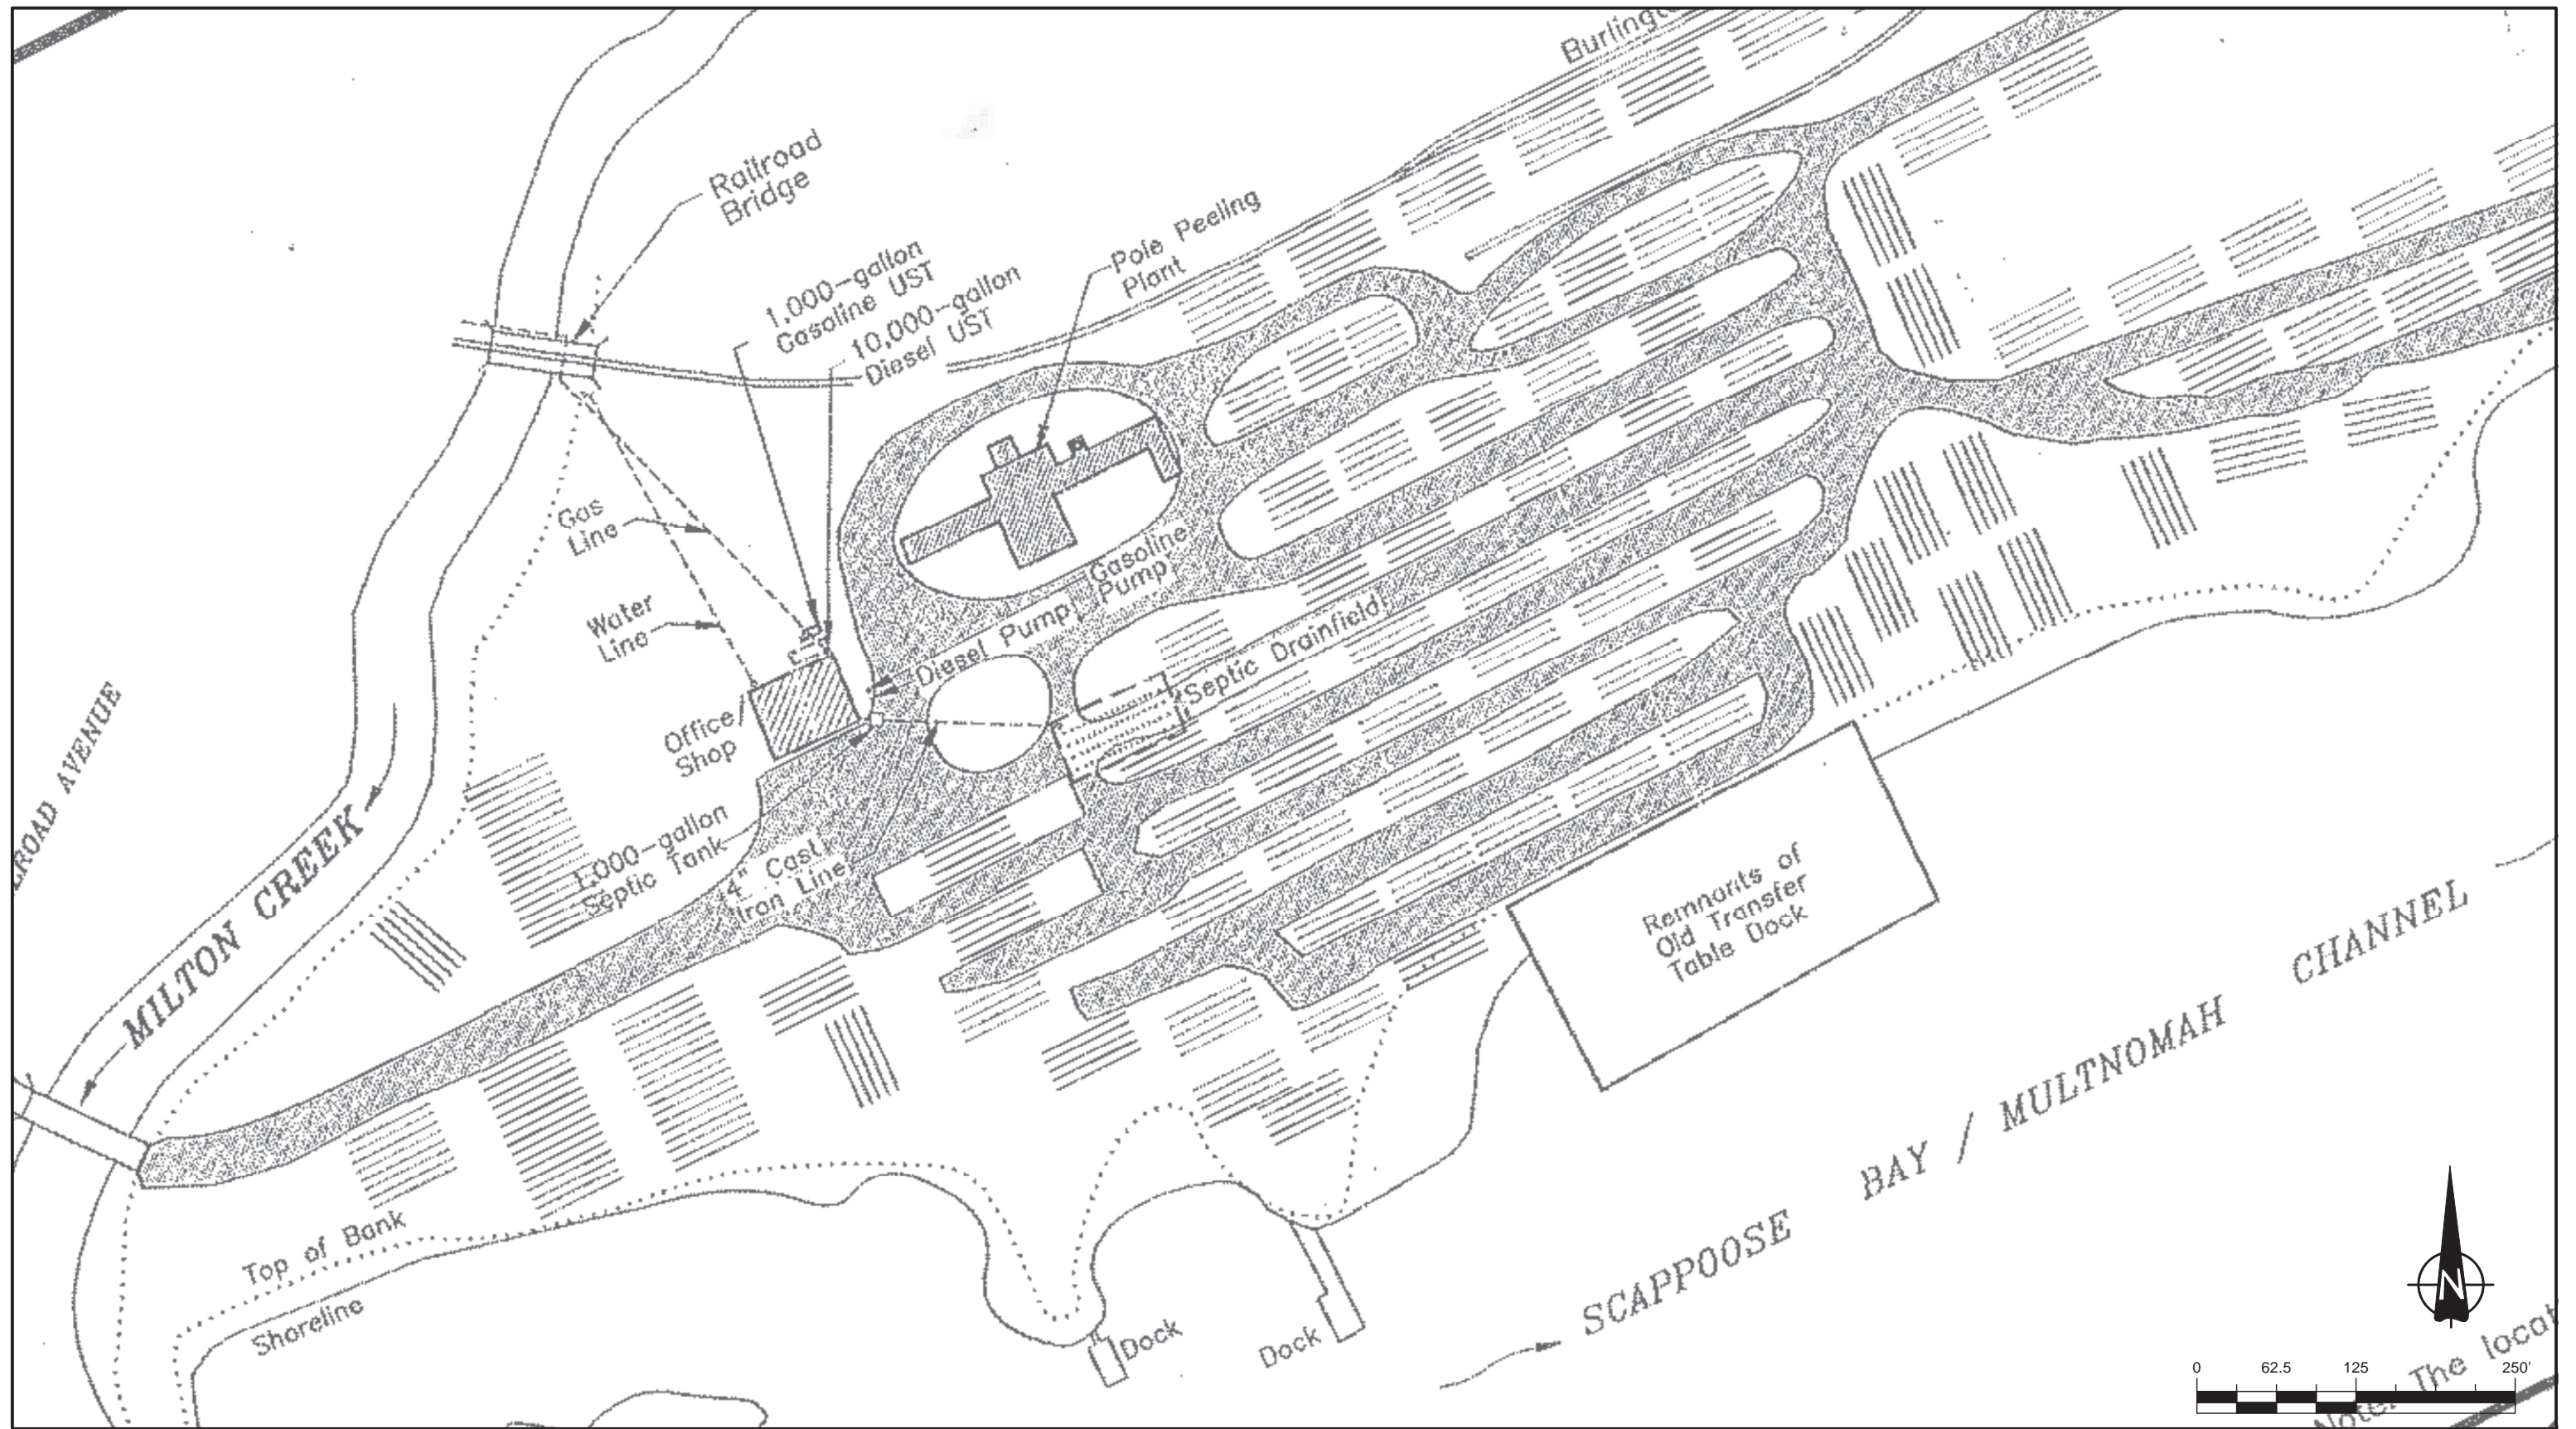 Railroad
Bridge
1,000-gallon
Gasoline UST
10,000-gallon
Diesel UST
Pole Peeling
Plant
Gas
Line
Water
Line
Gasoline
Pump
Diesel Pump
Septic Drainfield
Office/
Shop
1,000-gallon
Septic Tank
4" Cast
Iron Line
MILTON CREEK
AVENUE
Remnants of
Old Transfer
Table Dock
Top of Bank
Shoreline
Dock
Dock
SCAPPOOSE BAY / MULTNOMAH CHANNEL
N
0 62.5 125 250'
Note: The